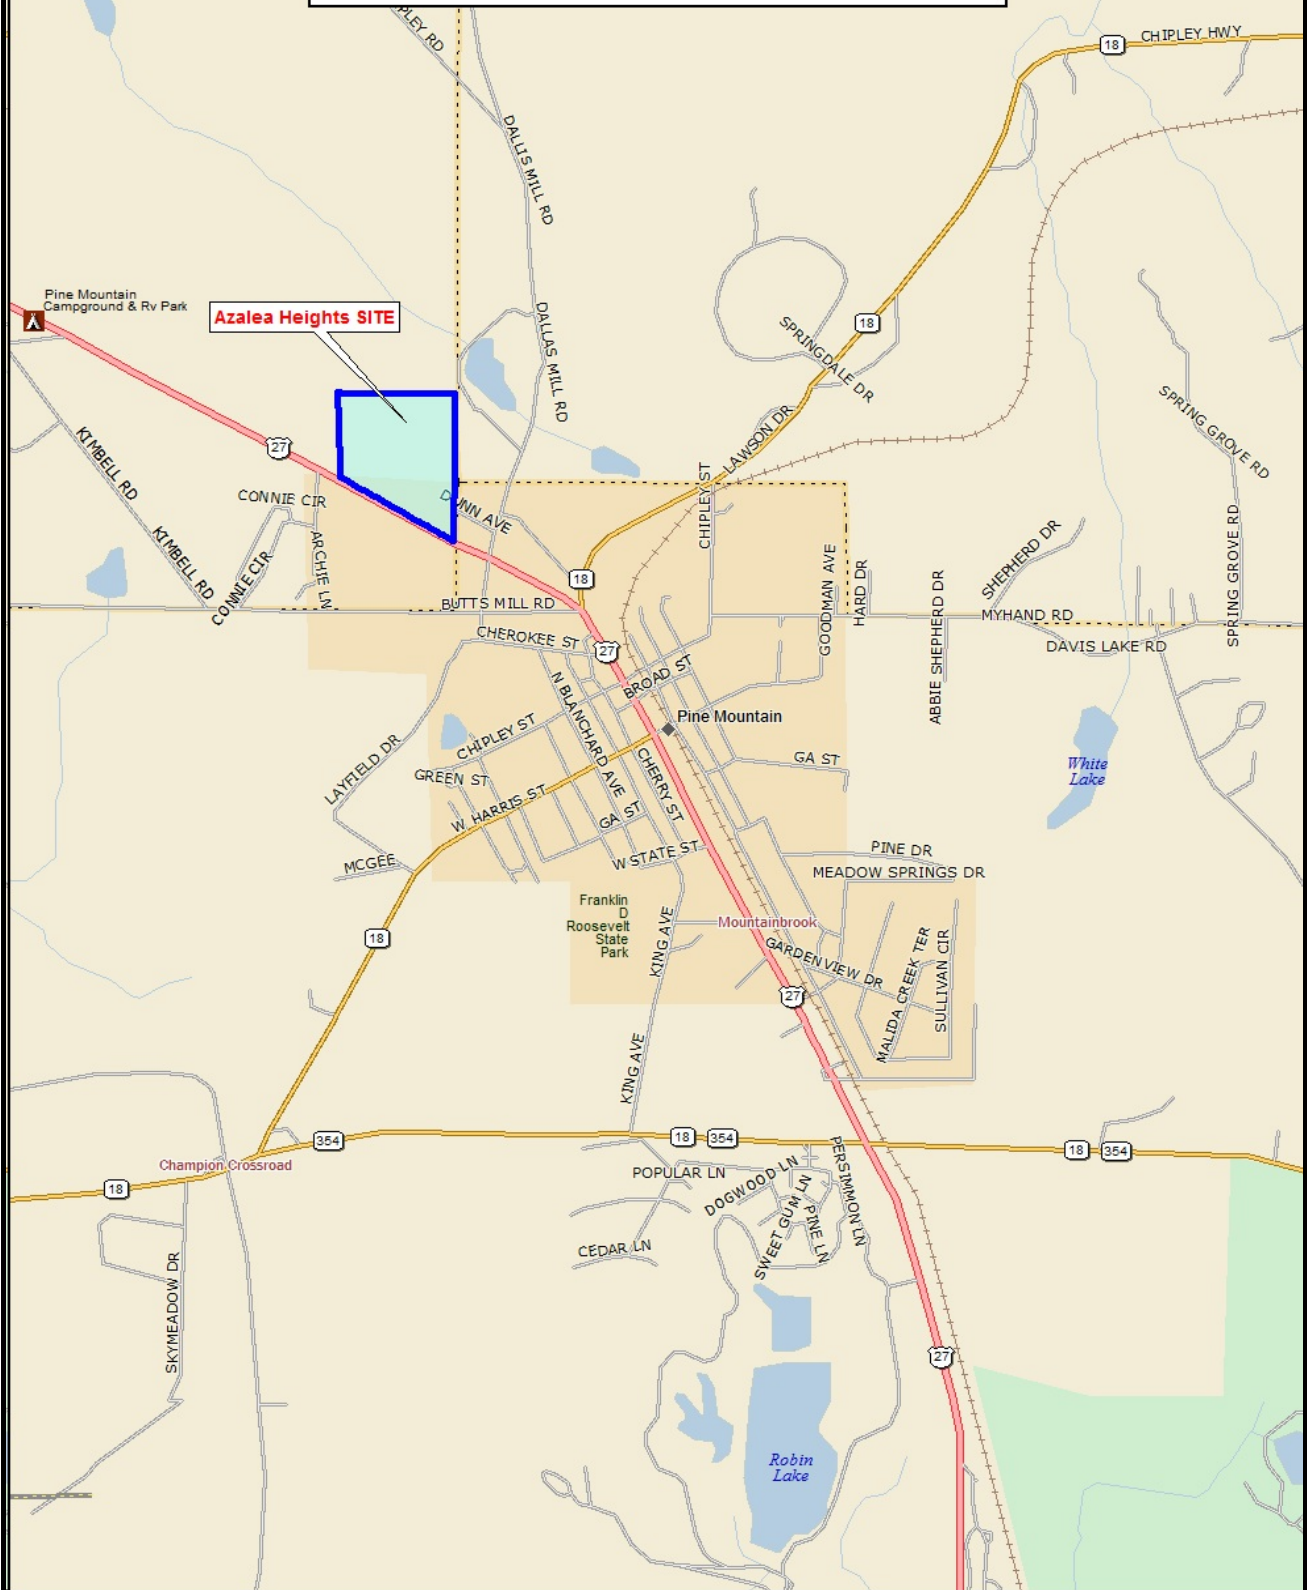 PLEY RD
18
CHIPLEY HWY
DALLIS MILL RD
Pine Mountain
Campground & Rv Park
Azalea Heights SITE
DALLAS MILL RD
18
SPRINGDALE DR
SPRING GROVE RD
LAWSON DR
27
KIMBELL RD
CONNIE CIR
DUNN AVE
CHIPLEY ST
KIMBELL RD
CONNIE CIR
ARCHIE LN
18
BUTTS MILL RD
GOODMAN AVE
HARD DR
ABBIE SHEPHERD DR
SHEPHERD DR
MYHAND RD
SPRING GROVE RD
DAVIS LAKE RD
CHEROKEE ST
27
BROAD ST
N BLANCHARD AVE
Pine Mountain
CHIPLEY ST
LAYFIELD DR
GREEN ST
CHERRY ST
GA ST
White
Lake
W HARRIS ST
GA ST
W STATE ST
MCGEE
PINE DR
MEADOW SPRINGS DR
Franklin
D
Roosevelt
State
Park
KING AVE
Mountainbrook
18
GARDENVIEW DR
MALIDA CREEK TER
SULLIVAN CIR
27
KING AVE
354
18
354
18
354
Champion Crossroad
18
POPULAR LN
DOGWOOD LN
SWEET GUM LN
PINE LN
PERSIMMON LN
CEDAR LN
SKYMEADOW DR
27
Robin
Lake